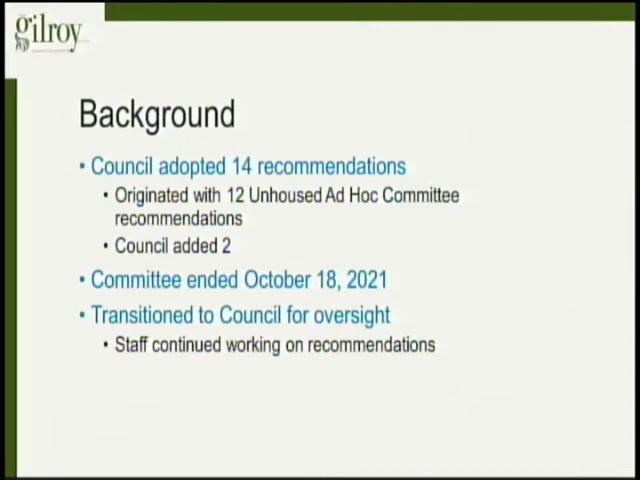 gilroy
Background
• Council adopted 14 recommendations
• Originated with 12 Unhoused Ad Hoc Committee
recommendations
• Council added 2
• Committee ended October 18, 2021
• Transitioned to Council for oversight
• Staff continued working on recommendations